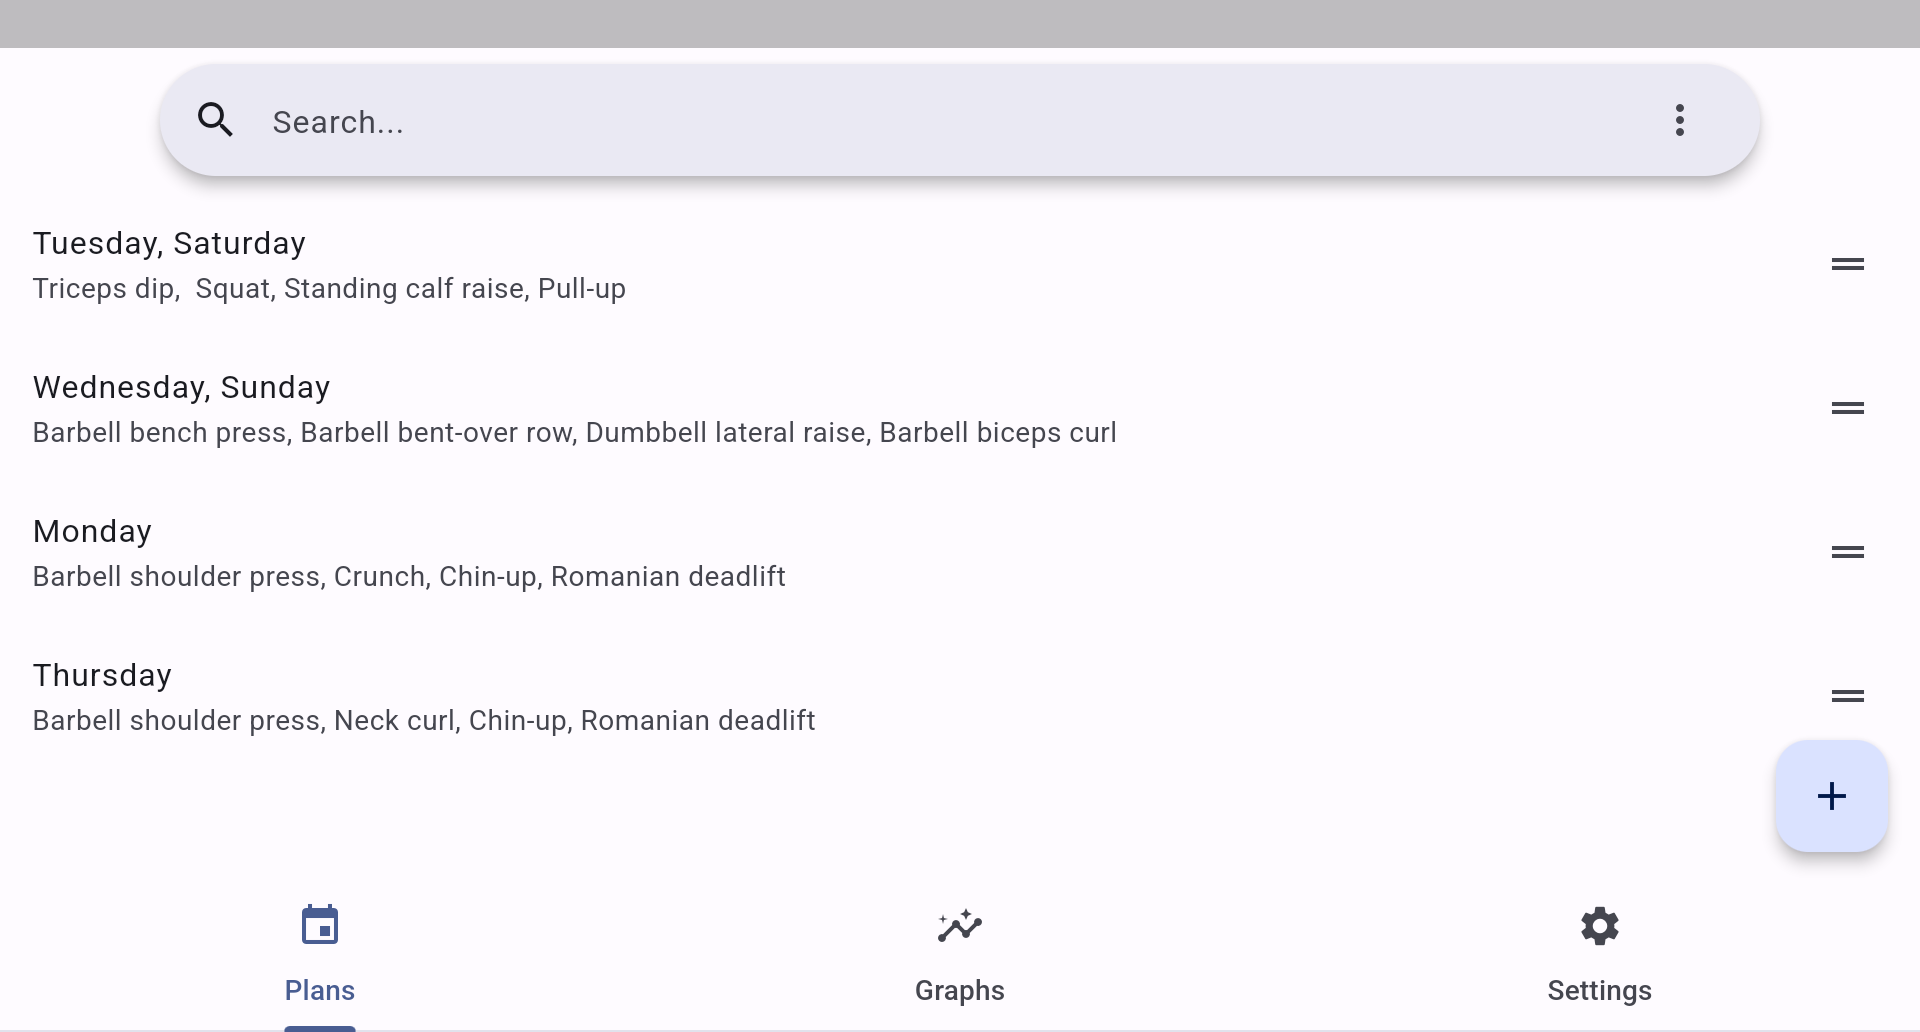 Search...
Tuesday, Saturday
Triceps dip,  Squat, Standing calf raise, Pull-up
Wednesday, Sunday
Barbell bench press, Barbell bent-over row, Dumbbell lateral raise, Barbell biceps curl
Monday
Barbell shoulder press, Crunch, Chin-up, Romanian deadlift
Thursday
Barbell shoulder press, Neck curl, Chin-up, Romanian deadlift
Plans
Graphs
Settings